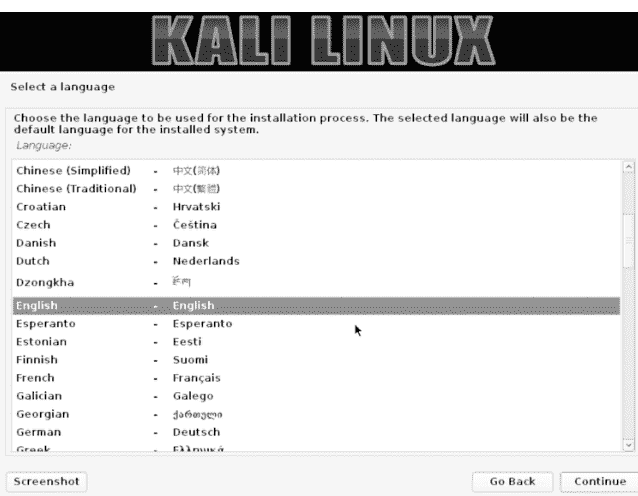 KALI LINUX
Select a language
Choose the language to be used for the installation process. The selected language will also be the
default language for the installed system.
Language:
Chinese (Simplified) - 中文(简体)
Chinese (Traditional) - 中文(繁體)
Croatian - Hrvatski
Czech - Čeština
Danish - Dansk
Dutch - Nederlands
Dzongkha -
English - English
Esperanto - Esperanto
Estonian - Eesti
Finnish - Suomi
French - Français
Galician - Galego
Georgian - ქართული
German - Deutsch
Greek - Ελληνικά
Screenshot Go Back Continue